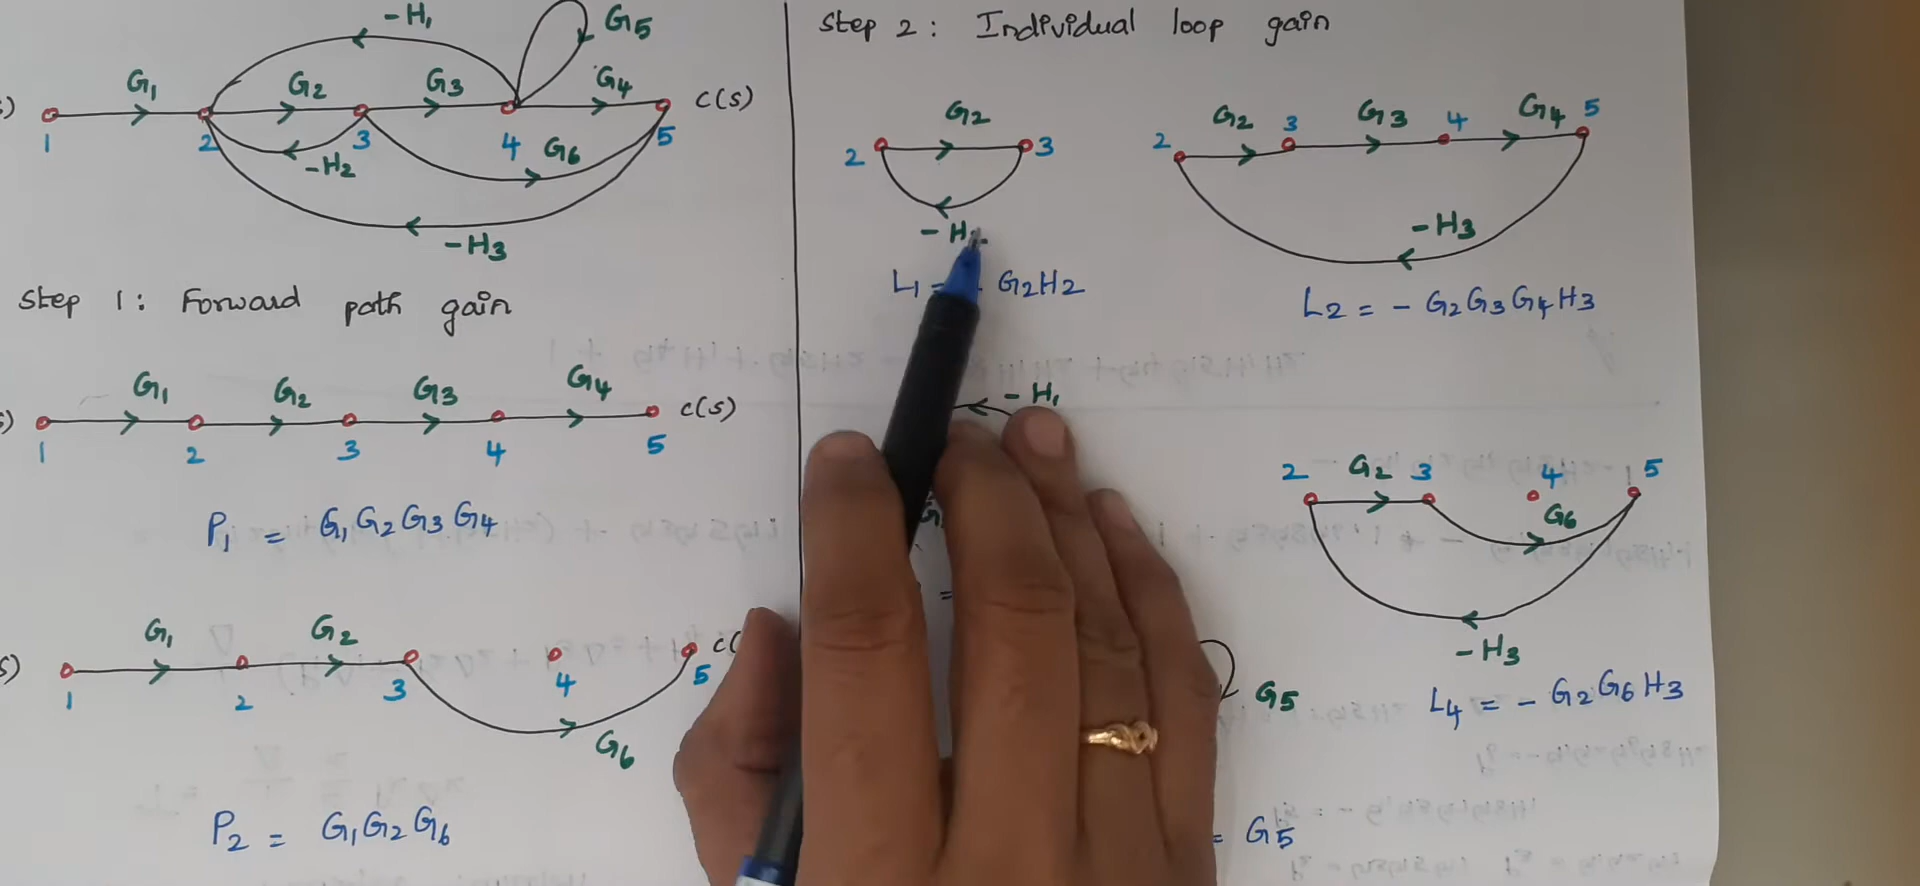 -H1
G5
G1
G2
G3
G4
C(S)
1
2
3
4
5
-H2
G6
-H3
Step 1: Forward path gain
G1
G2
G3
G4
C(S)
1
2
3
4
5
P1 = G1G2G3G4
G1
G2
3
4
5
1
2
G6
P2 = G1G2G6
Step 2: Individual loop gain
G2
2
3
-H
L1 = G2H2
2
G2
3
G3
4
G4
5
-H3
L2 = - G2G3G4H3
-H1
2
G2
3
4
5
G6
-H3
L4 = - G2G6H3
G5
= G5